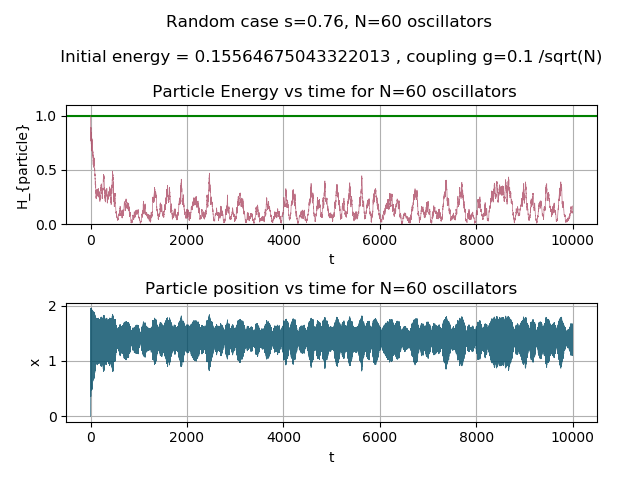 Random case s=0.76, N=60 oscillators
Initial energy = 0.15564675043322013 , coupling g=0.1 /sqrt(N)
Particle Energy vs time for N=60 oscillators
1.0
0.5
0.0
H_{particle}
0 2000 4000 6000 8000 10000
t
Particle position vs time for N=60 oscillators
2
1
0
x
0 2000 4000 6000 8000 10000
t